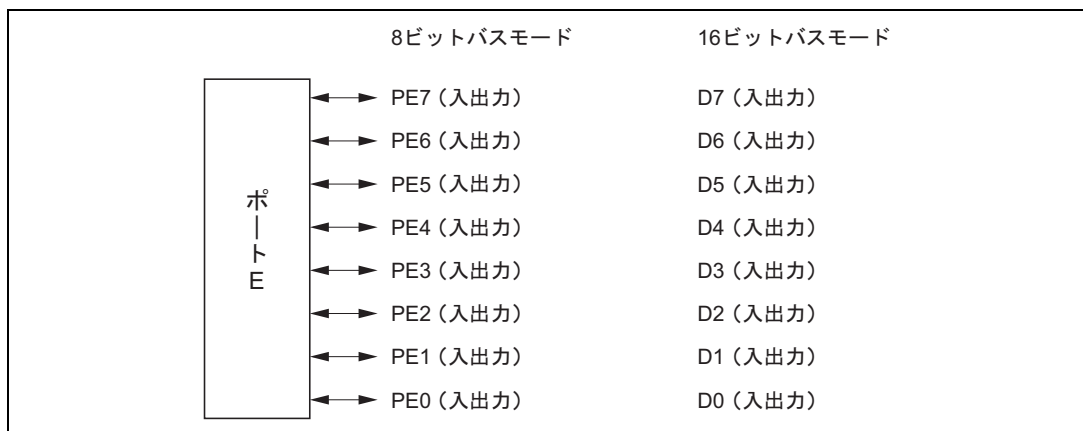 8ビットバスモード 16ビットバスモード
ポートE
PE7（入出力） D7（入出力）
PE6（入出力） D6（入出力）
PE5（入出力） D5（入出力）
PE4（入出力） D4（入出力）
PE3（入出力） D3（入出力）
PE2（入出力） D2（入出力）
PE1（入出力） D1（入出力）
PE0（入出力） D0（入出力）